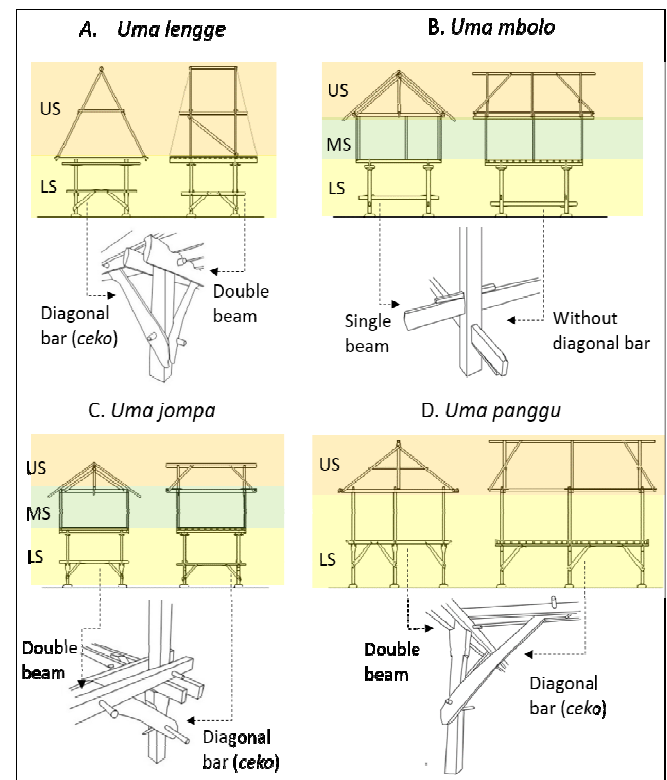 A. Uma lengge
US
LS
Diagonal
bar (ceko)
Double
beam
B. Uma mbolo
US
MS
LS
Single
beam
Without
diagonal bar
C. Uma jompa
US
MS
LS
Double
beam
Diagonal
bar (ceko)
D. Uma panggu
US
LS
Double
beam
Diagonal
bar (ceko)